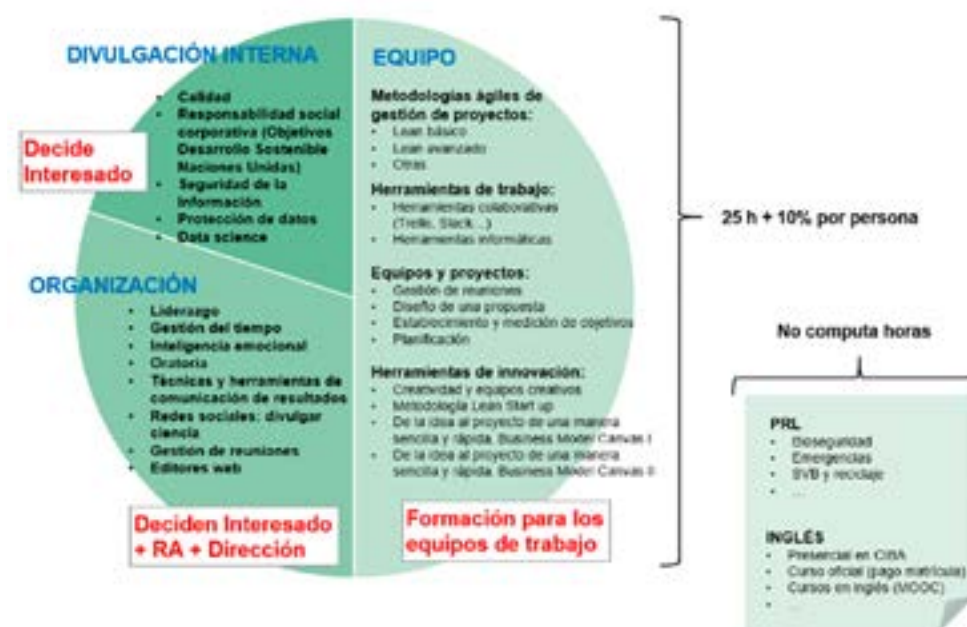 DIVULGACIÓN INTERNA
• Calidad
• Responsabilidad social
corporativa (Objetivos
Desarrollo Sostenible
Naciones Unidas)
• Seguridad de la
Información
• Protección de datos
• Data science
Decide
Interesado
ORGANIZACIÓN
• Liderazgo
• Gestión del tiempo
• Inteligencia emocional
• Oratoria
• Técnicas y herramientas de
comunicación de resultados
• Redes sociales: divulgar
ciencia
• Gestión de reuniones
• Editores web
Deciden Interesado
+ RA + Dirección
EQUIPO
Metodologías ágiles de
gestión de proyectos:
• Lean básico
• Lean avanzado
• Otras
Herramientas de trabajo:
• Herramientas colaborativas
(Trello, Slack...)
• Herramientas informáticas
Equipos y proyectos:
• Gestión de reuniones
• Diseño de una propuesta
• Establecimiento y medición de objetivos
• Planificación
Herramientas de innovación:
• Creatividad y equipos creativos
• Metodología Lean Start up
• De la idea al proyecto de una manera
sencilla y rápida. Business Model Canvas I
• De la idea al proyecto de una manera
sencilla y rápida. Business Model Canvas II
Formación para los
equipos de trabajo
25 h + 10% por persona
No computa horas
PRL
• Bioseguridad
• Emergencias
• SVB y reciclaje
• ...
INGLÉS
• Presencial en CIBA
• Curso oficial (pago matrícula)
• Cursos en inglés (MOOC)
• ...